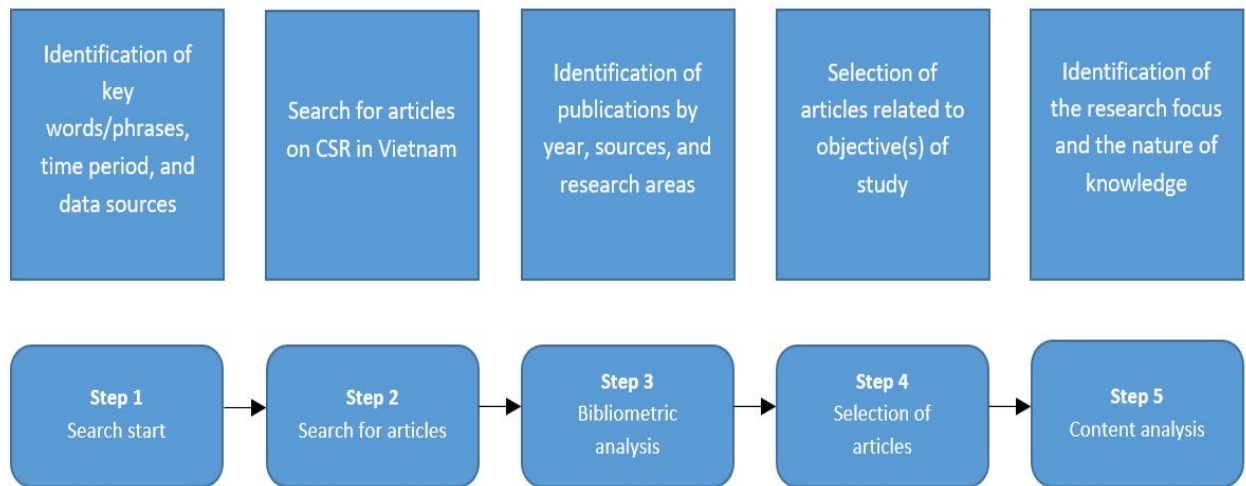 Identification of
key
words/phrases,
time period, and
data sources
Search for articles
on CSR in Vietnam
Identification of
publications by
year, sources, and
research areas
Selection of
articles related to
objective(s) of
study
Identification of
the research focus
and the nature of
knowledge
Step 1
Search start
Step 2
Search for articles
Step 3
Bibliometric
analysis
Step 4
Selection of
articles
Step 5
Content analysis